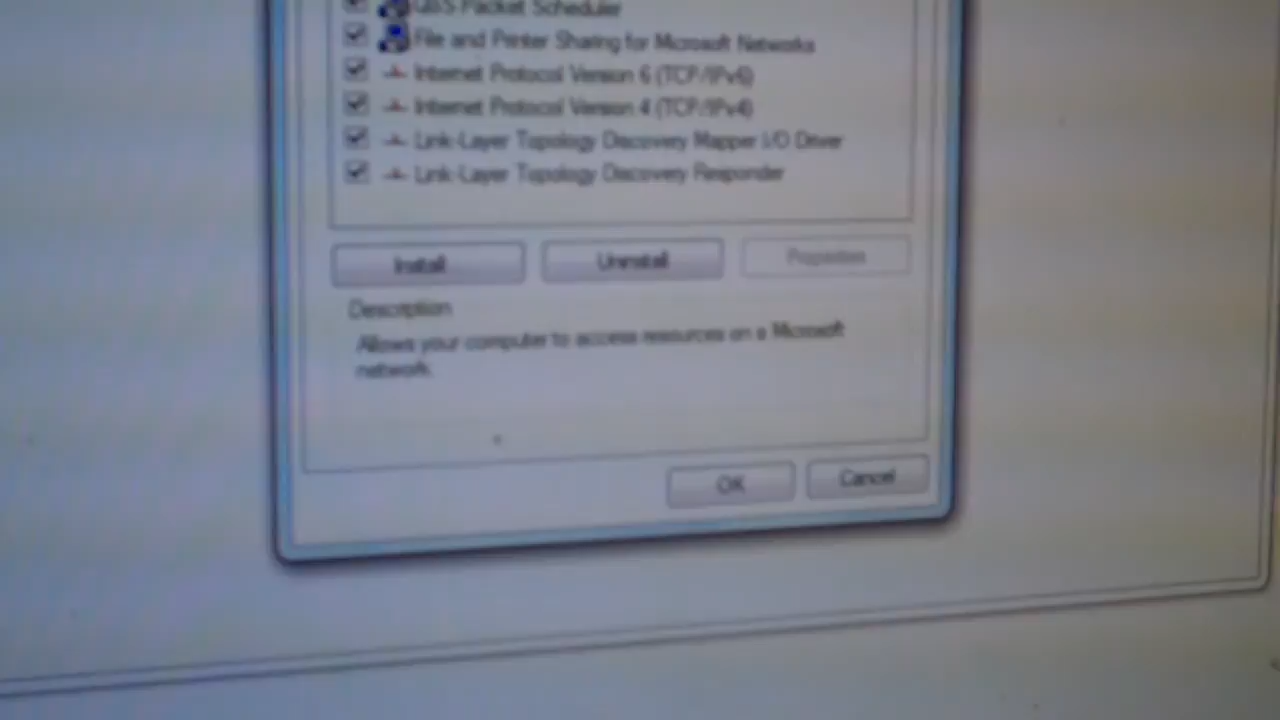 QoS Packet Scheduler
File and Printer Sharing for Microsoft Networks
Internet Protocol Version 6 (TCP/IPv6)
Internet Protocol Version 4 (TCP/IPv4)
Link-Layer Topology Discovery Mapper I/O Driver
Link-Layer Topology Discovery Responder
Install
Uninstall
Properties
Description
Allows your computer to access resources on a Microsoft
network.
OK
Cancel